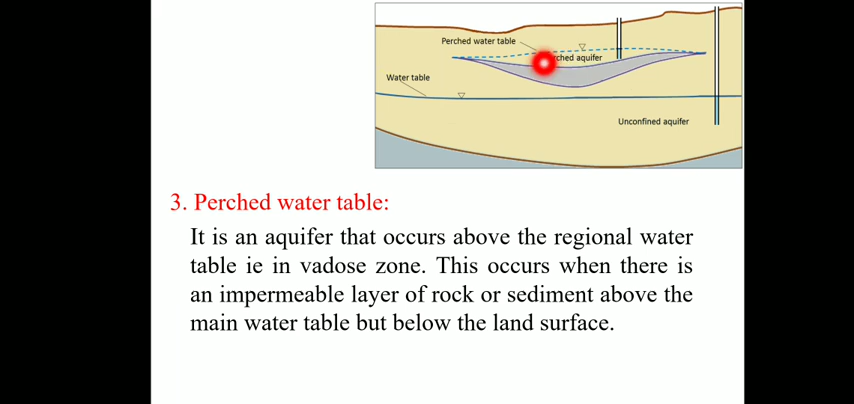 Perched water table
aquifer
Water table
Unconfined aquifer
3. Perched water table:
It is an aquifer that occurs above the regional water
table ie in vadose zone. This occurs when there is
an impermeable layer of rock or sediment above the
main water table but below the land surface.